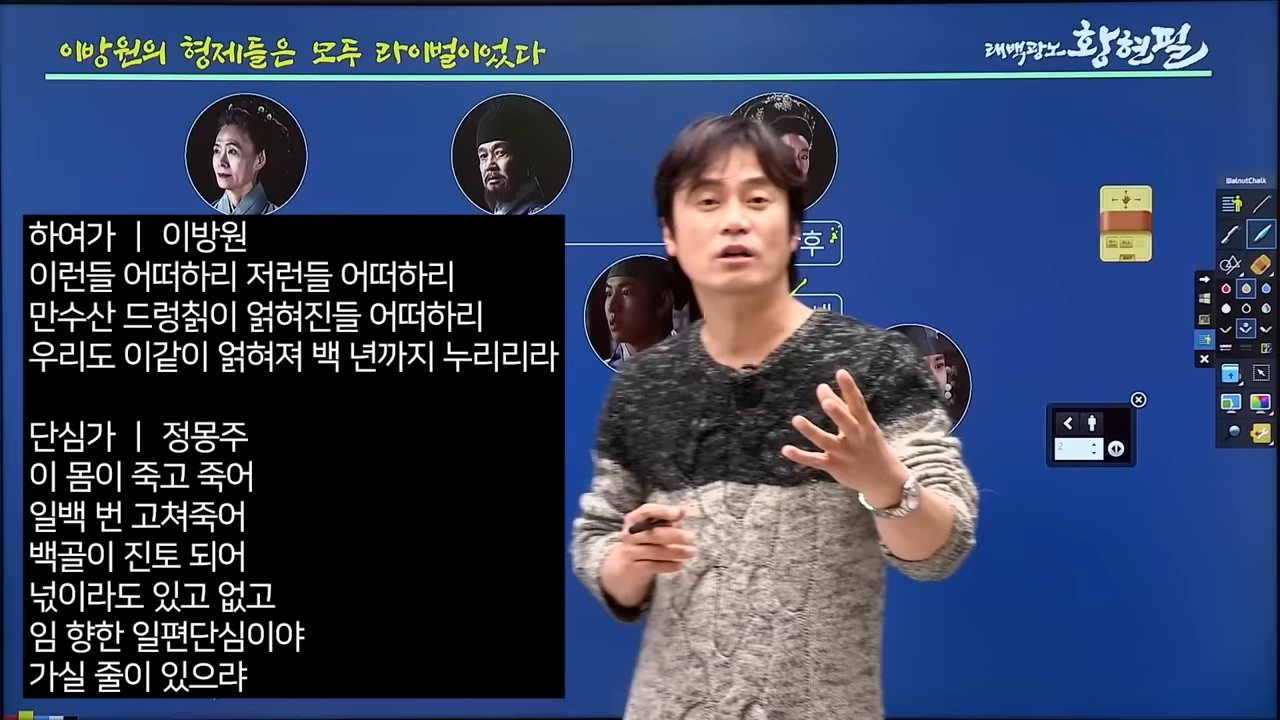 이방원의 형제들은 모두 라이벌이었다
태백광노 황현필
BalnutChalk
후
하여가 | 이방원
이런들 어떠하리 저런들 어떠하리
만수산 드렁칡이 얽혀진들 어떠하리
우리도 이같이 얽혀져 백 년까지 누리리라
단심가 | 정몽주
이 몸이 죽고 죽어
일백 번 고쳐죽어
백골이 진토 되어
넋이라도 있고 없고
임 향한 일편단심이야
가실 줄이 있으랴
2